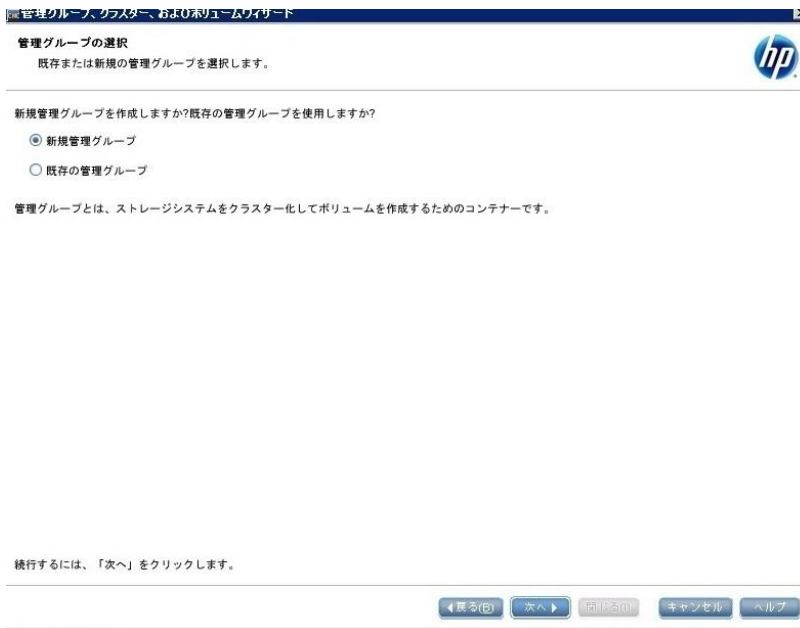 管理グループ、クラスター、およびボリュームウィザード
管理グループの選択
既存または新規の管理グループを選択します。
hp
新規管理グループを作成しますか?既存の管理グループを使用しますか?
新規管理グループ
既存の管理グループ
管理グループとは、ストレージシステムをクラスター化してボリュームを作成するためのコンテナーです。
続行するには、「次へ」をクリックします。
戻る(B) 次へ キャンセル ヘルプ